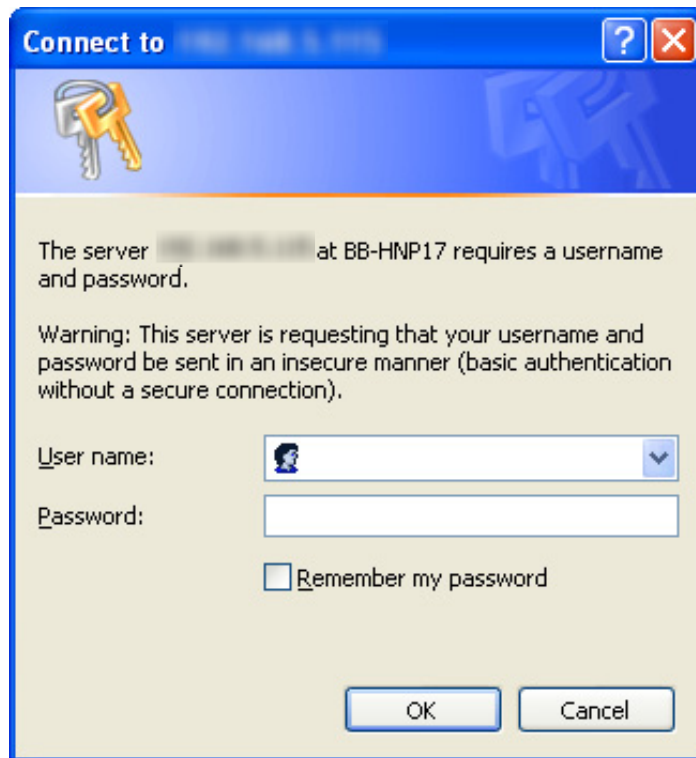 Connect to
The server at BB-HNP17 requires a username
and password.
Warning: This server is requesting that your username and
password be sent in an insecure manner (basic authentication
without a secure connection).
User name:
Password:
Remember my password
OK Cancel